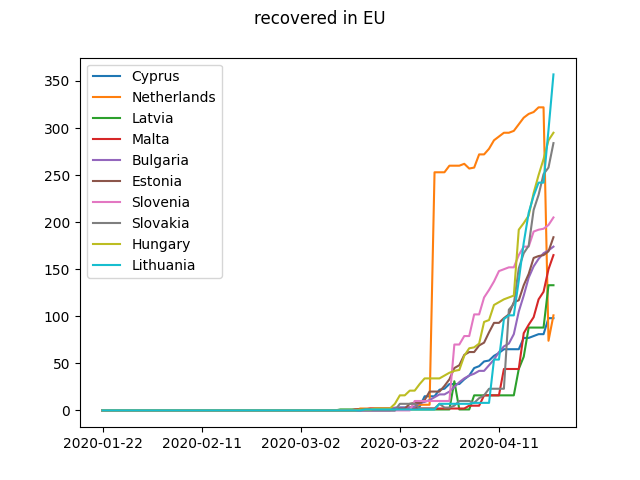 recovered in EU
350
300
250
200
150
100
50
0
Cyprus
Netherlands
Latvia
Malta
Bulgaria
Estonia
Slovenia
Slovakia
Hungary
Lithuania
2020-01-22 2020-02-11 2020-03-02 2020-03-22 2020-04-11